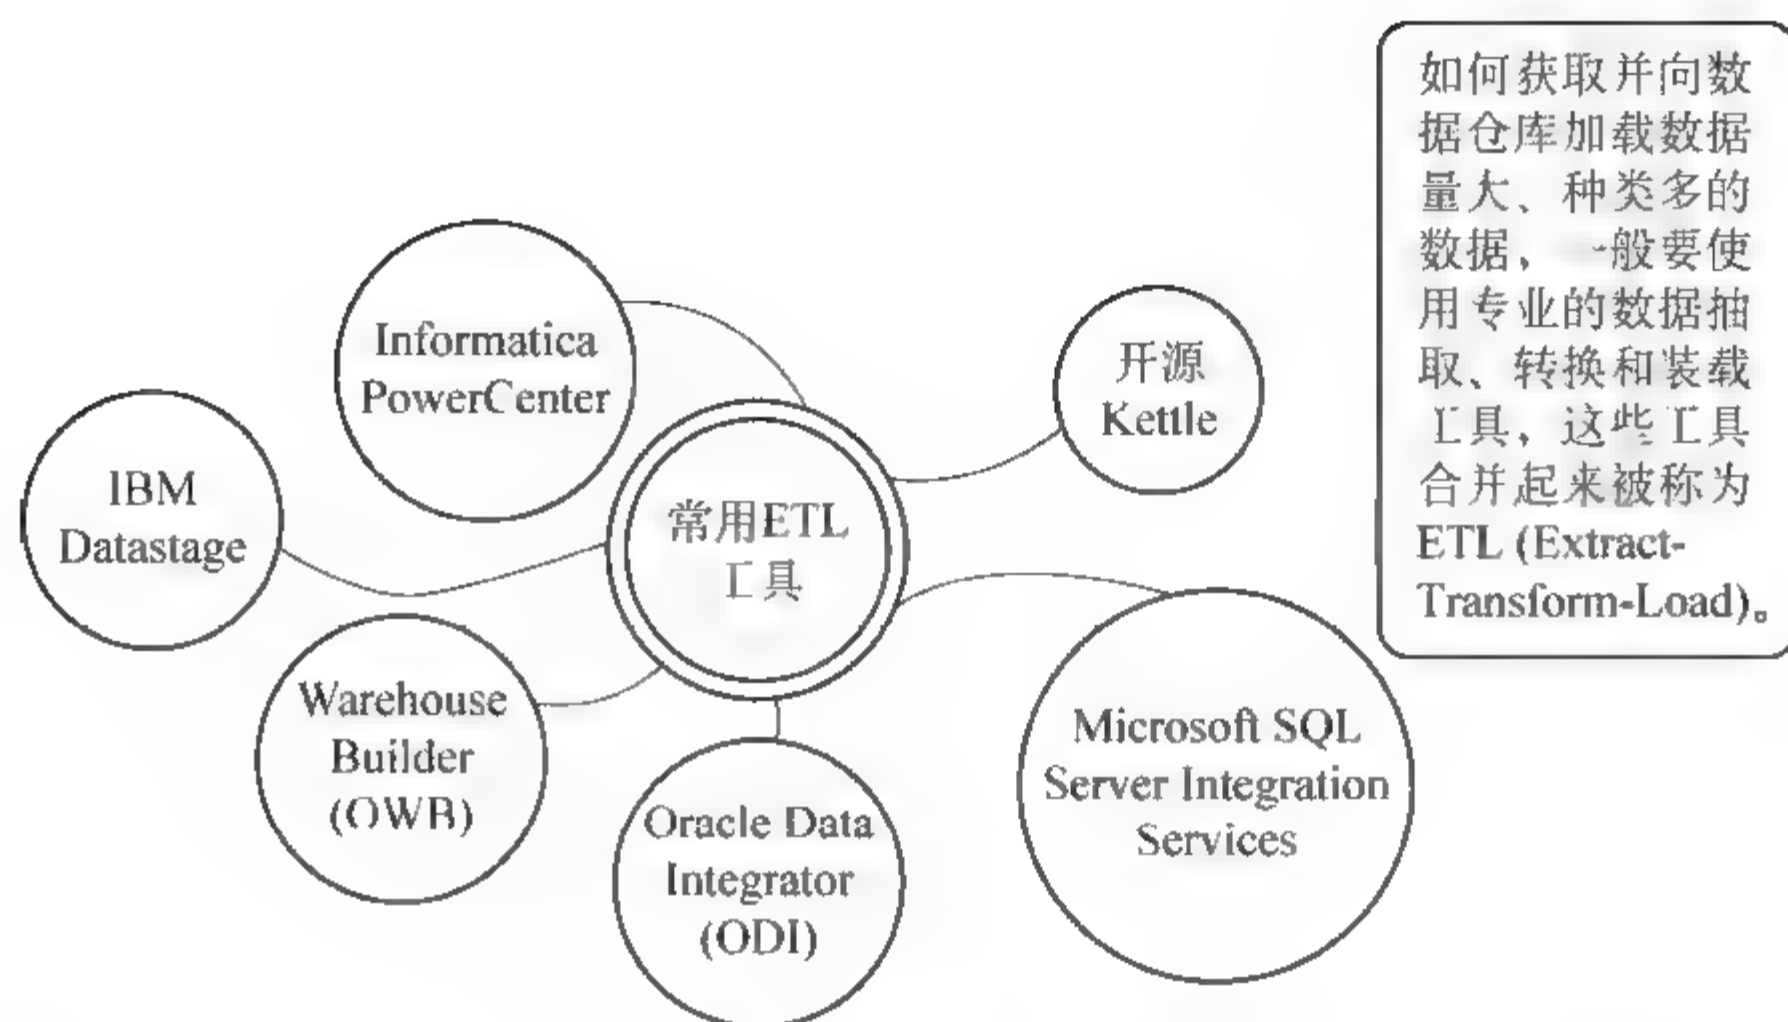 Informatica
PowerCenter
开源
Kettle
IBM
Datastage
常用ETL
工具
Warehouse
Builder
(OWB)
Oracle Data
Integrator
(ODI)
Microsoft SQL
Server Integration
Services
如何获取并向数
据仓库加载数据
量大、种类多的
数据，一般要使
用专业的数据抽
取、转换和装载
工具，这些工具
合并起来被称为
ETL (Extract-
Transform-Load)。